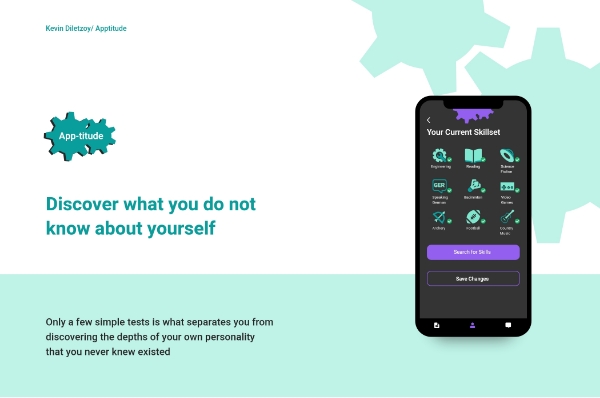 Kevin Diletzoy/ Apptitude
App-titude
Discover what you do not
know about yourself
Only a few simple tests is what separates you from
discovering the depths of your own personality
that you never knew existed
Your Current Skillset
Engineering
Reading
Science
Fiction
GER
Speaking
German
Badminton
Video
Games
Archery
Football
Country
Music
Search for Skills
Save Changes